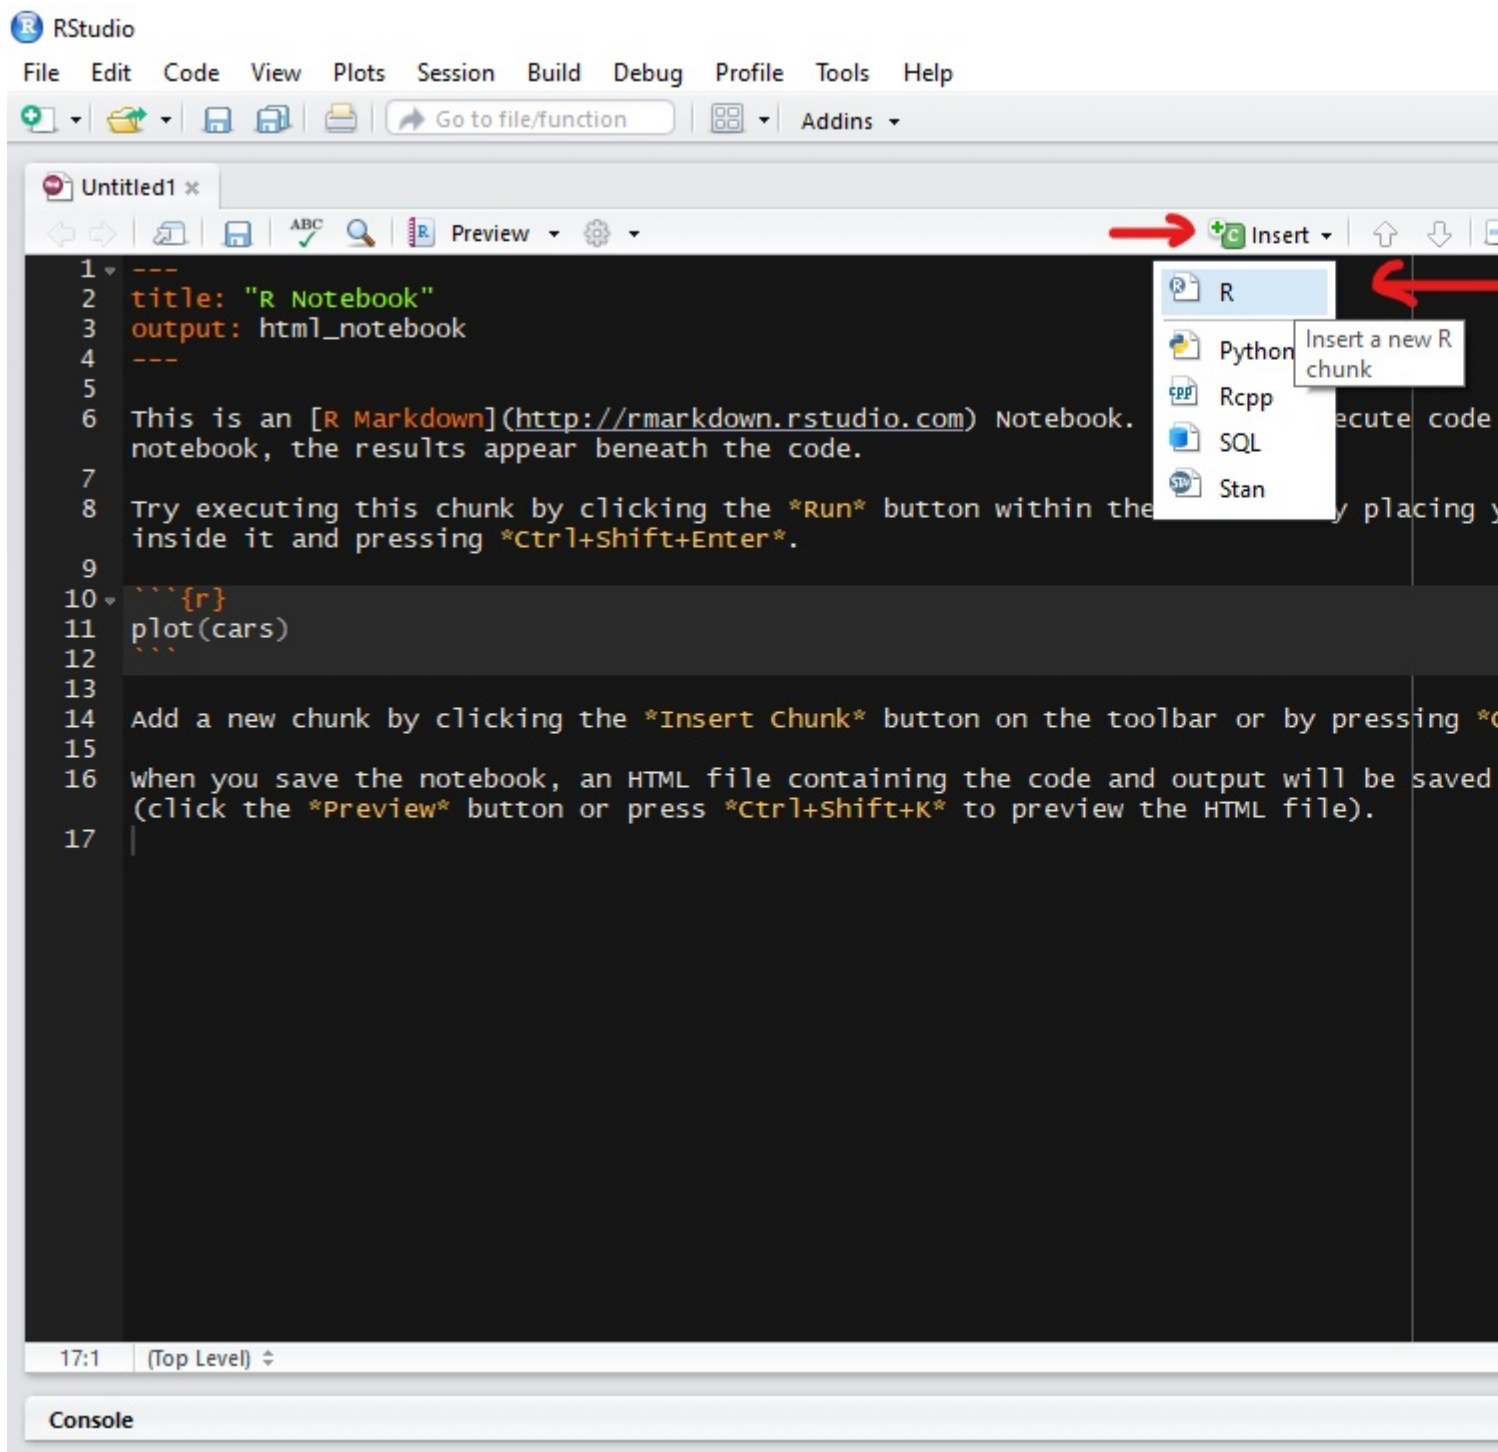 RStudio
File Edit Code View Plots Session Build Debug Profile Tools Help
Go to file/function Addins
Untitled1
ABC Preview Insert
1 ---
2 title: "R Notebook"
3 output: html_notebook
4 ---
5
6 This is an [R Markdown](http://rmarkdown.rstudio.com) Notebook. ecute code
notebook, the results appear beneath the code.
7
8 Try executing this chunk by clicking the *Run* button within the y placing y
inside it and pressing *Ctrl+Shift+Enter*.
9
10 ```{r}
11 plot(cars)
12 ```
13
14 Add a new chunk by clicking the *Insert Chunk* button on the toolbar or by pressing *C
15
16 When you save the notebook, an HTML file containing the code and output will be saved
(click the *Preview* button or press *Ctrl+Shift+K* to preview the HTML file).
17
R
Python
Rcpp
SQL
Stan
Insert a new R
chunk
17:1 (Top Level)
Console